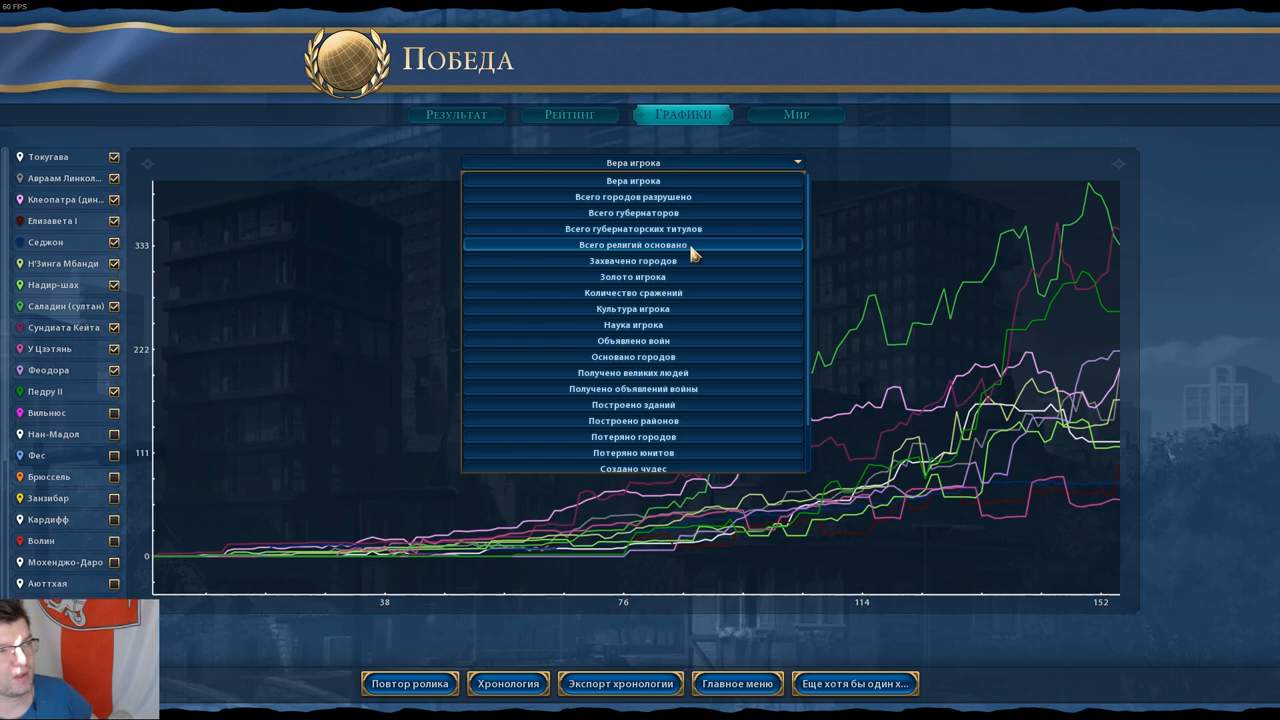 60 FPS
Победа
Результат
Рейтинг
Графики
Мир
Токугава
Авраам Линкол...
Клеопатра (дин...
Елизавета I
Седжон
Н'Зинга Мбанди
Надир-шах
Саладин (султан)
Сундиата Кейта
У Цзэтянь
Феодора
Педру II
Вильнюс
Нан-Мадол
Фес
Брюссель
Занзибар
Кардифф
Волин
Мохенджо-Даро
Аюттхая
Вера игрока
Вера игрока
Всего городов разрушено
Всего губернаторов
Всего губернаторских титулов
Всего религий основано
Захвачено городов
Золото игрока
Количество сражений
Культура игрока
Наука игрока
Объявлено войн
Основано городов
Получено великих людей
Получено объявлений войны
Построено зданий
Построено районов
Потеряно городов
Потеряно юнитов
Создано чудес
333
222
111
0
38
76
114
152
Повтор ролика
Хронология
Экспорт хронологии
Главное меню
Еще хотя бы один х...